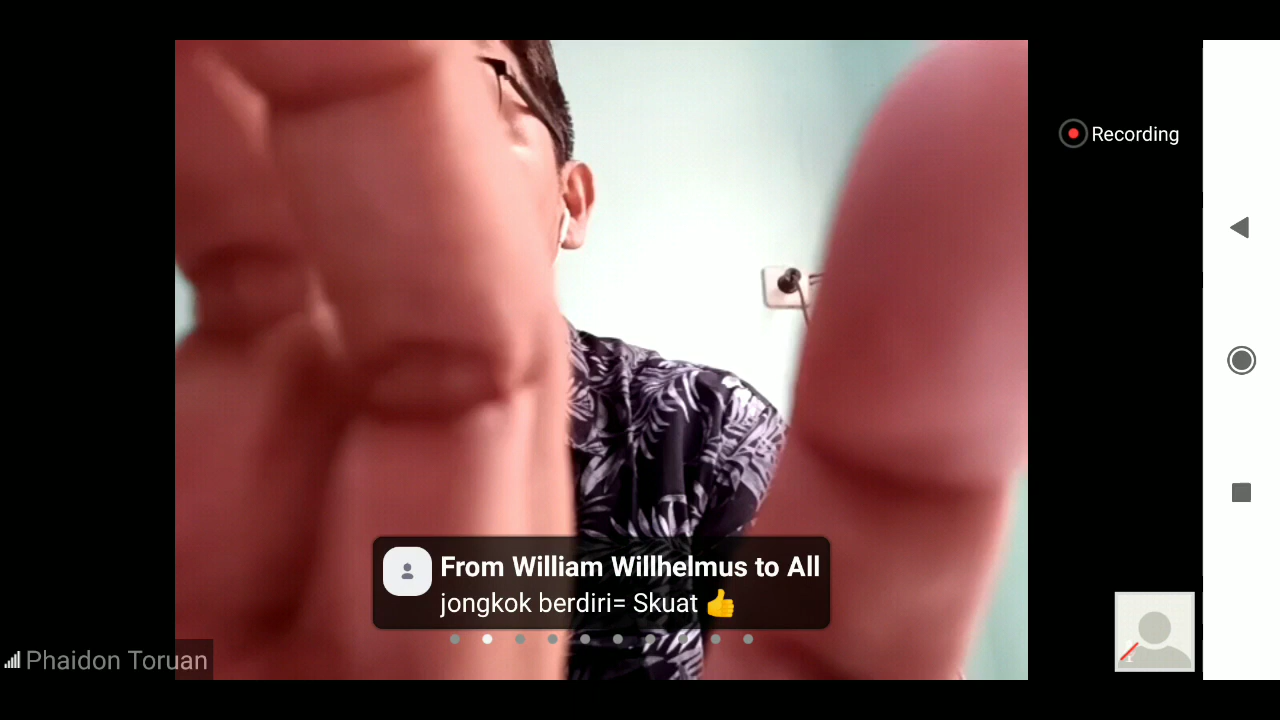 Recording
From William Willhelmus to All
jongkok berdiri= Skuat 👍
Phaidon Toruan